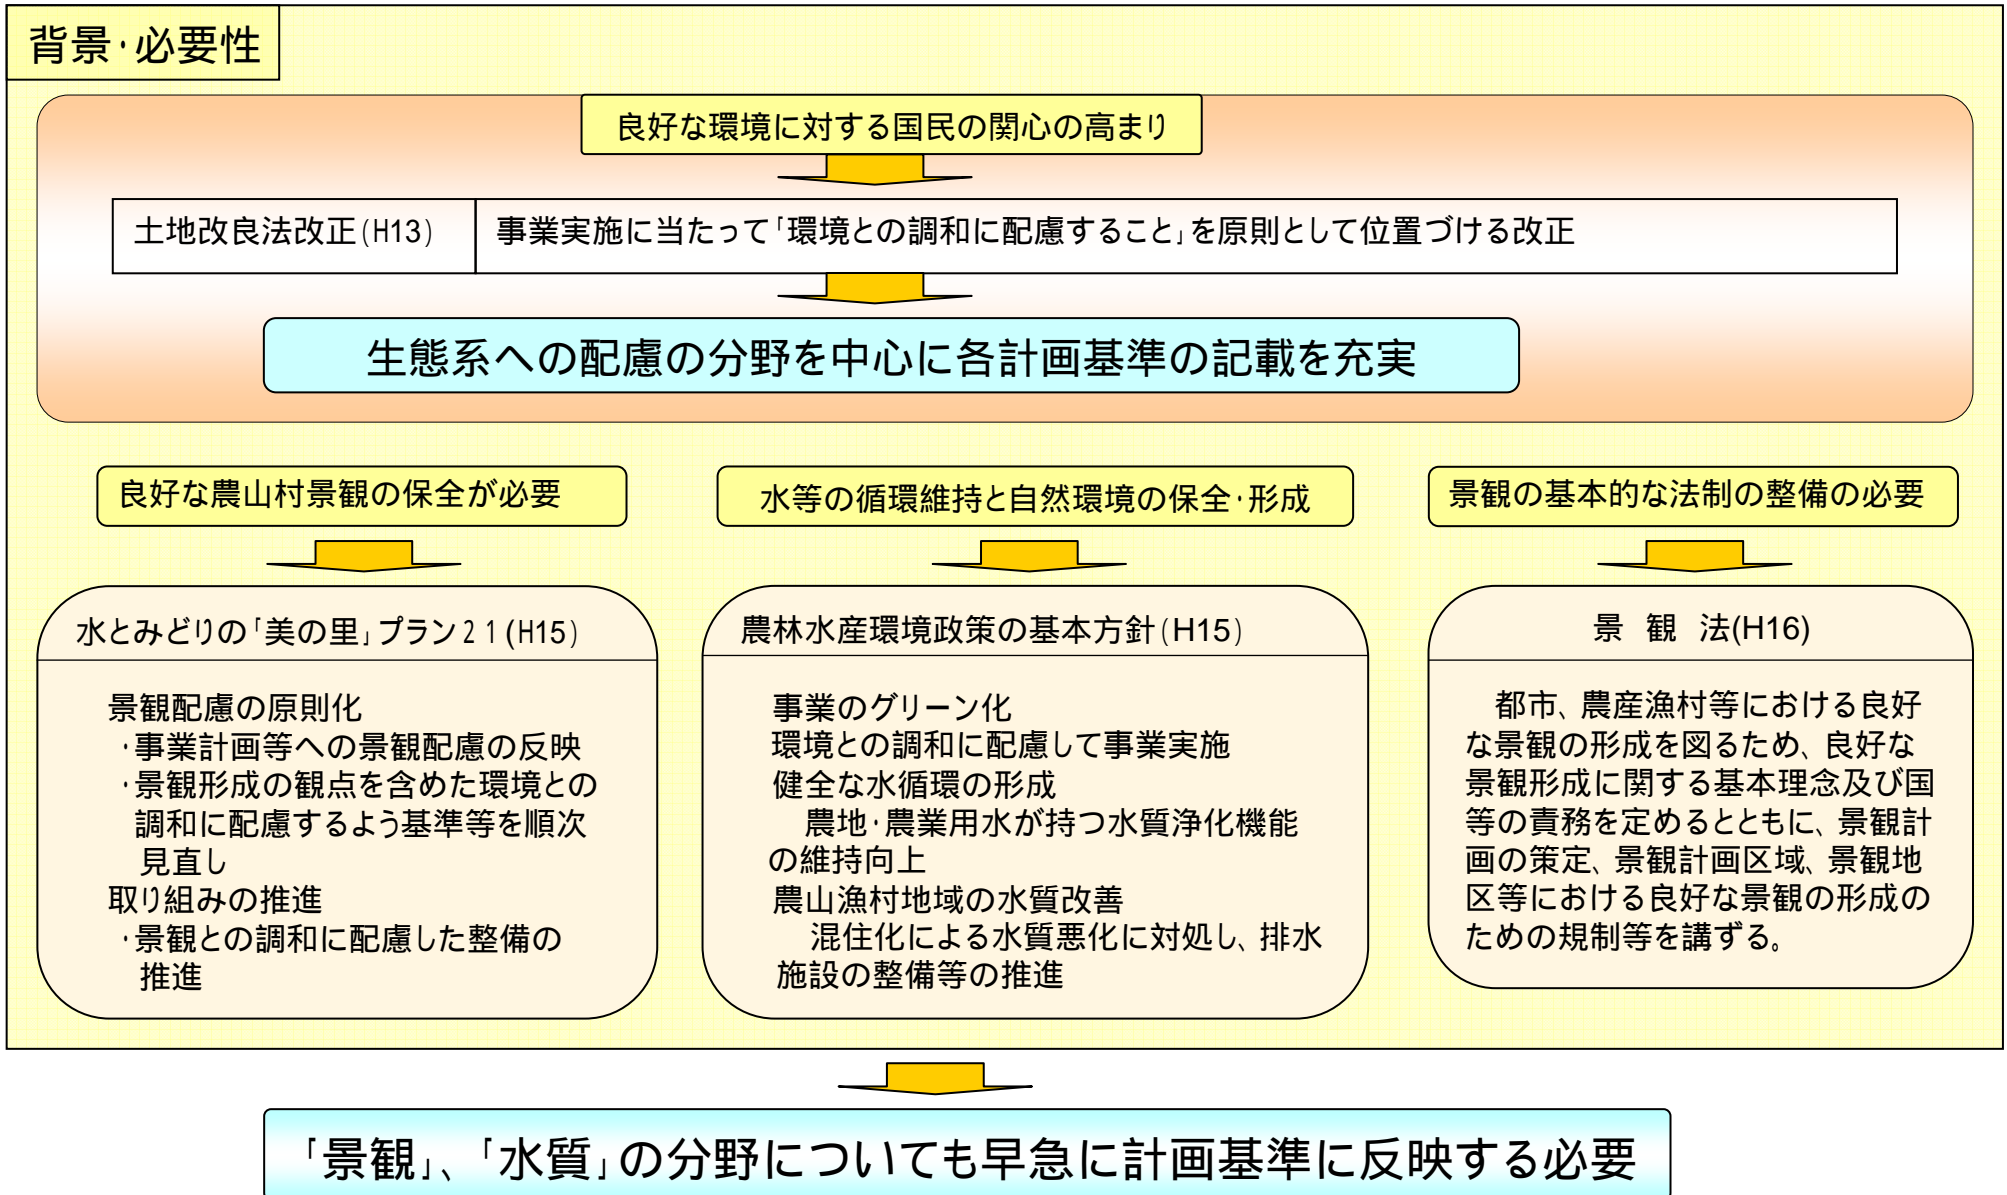 背景・必要性
良好な環境に対する国民の関心の高まり
土地改良法改正(H13)
事業実施に当たって「環境との調和に配慮すること」を原則として位置づける改正
生態系への配慮の分野を中心に各計画基準の記載を充実
良好な農山村景観の保全が必要
水とみどりの「美の里」プラン21(H15)
景観配慮の原則化
・事業計画等への景観配慮の反映
・景観形成の観点を含めた環境との
調和に配慮するよう基準等を順次
見直し
取り組みの推進
・景観との調和に配慮した整備の
推進
水等の循環維持と自然環境の保全・形成
農林水産環境政策の基本方針(H15)
事業のグリーン化
環境との調和に配慮して事業実施
健全な水循環の形成
農地・農業用水が持つ水質浄化機能
の維持向上
農山漁村地域の水質改善
混住化による水質悪化に対処し、排水
施設の整備等の推進
景観の基本的な法制の整備の必要
景 観 法(H16)
都市、農産漁村等における良好
な景観の形成を図るため、良好な
景観形成に関する基本理念及び国
等の責務を定めるとともに、景観計
画の策定、景観計画区域、景観地
区等における良好な景観の形成の
ための規制等を講ずる。
「景観」、「水質」の分野についても早急に計画基準に反映する必要